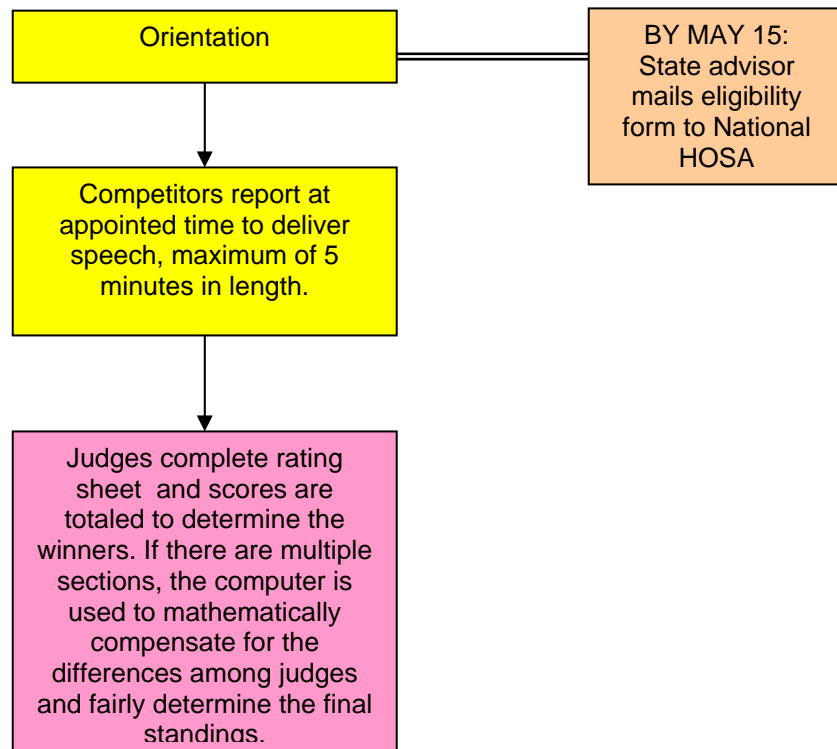 Orientation
BY MAY 15:
State advisor
mails eligibility
form to National
HOSA
Competitors report at
appointed time to deliver
speech, maximum of 5
minutes in length.
Judges complete rating
sheet  and scores are
totaled to determine the
winners. If there are multiple
sections, the computer is
used to mathematically
compensate for the
differences among judges
and fairly determine the final
standings.